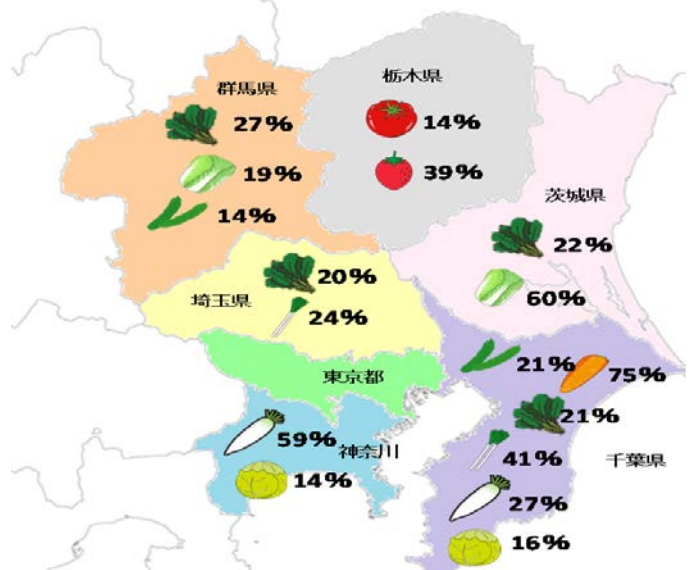 群馬県
27%
19%
14%
栃木県
14%
39%
茨城県
22%
60%
埼玉県
20%
24%
東京都
神奈川
59%
14%
千葉県
21%
75%
21%
41%
27%
16%